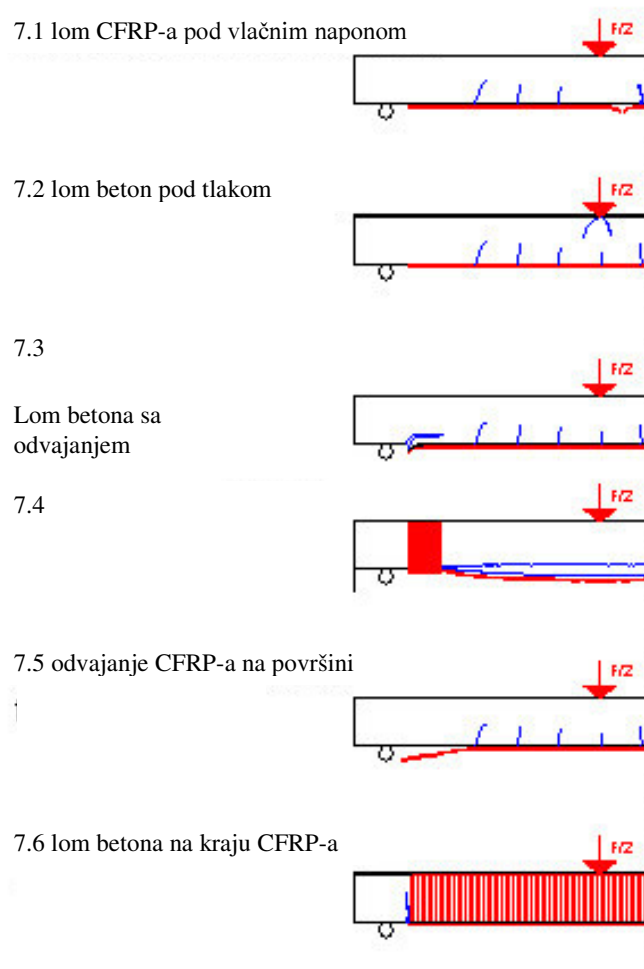 7.1 lom CFRP-a pod vlačnim naponom
F/2
7.2 lom beton pod tlakom
F/2
7.3
F/2
Lom betona sa
odvajanjem
7.4
F/2
7.5 odvajanje CFRP-a na površini
F/2
7.6 lom betona na kraju CFRP-a
F/2